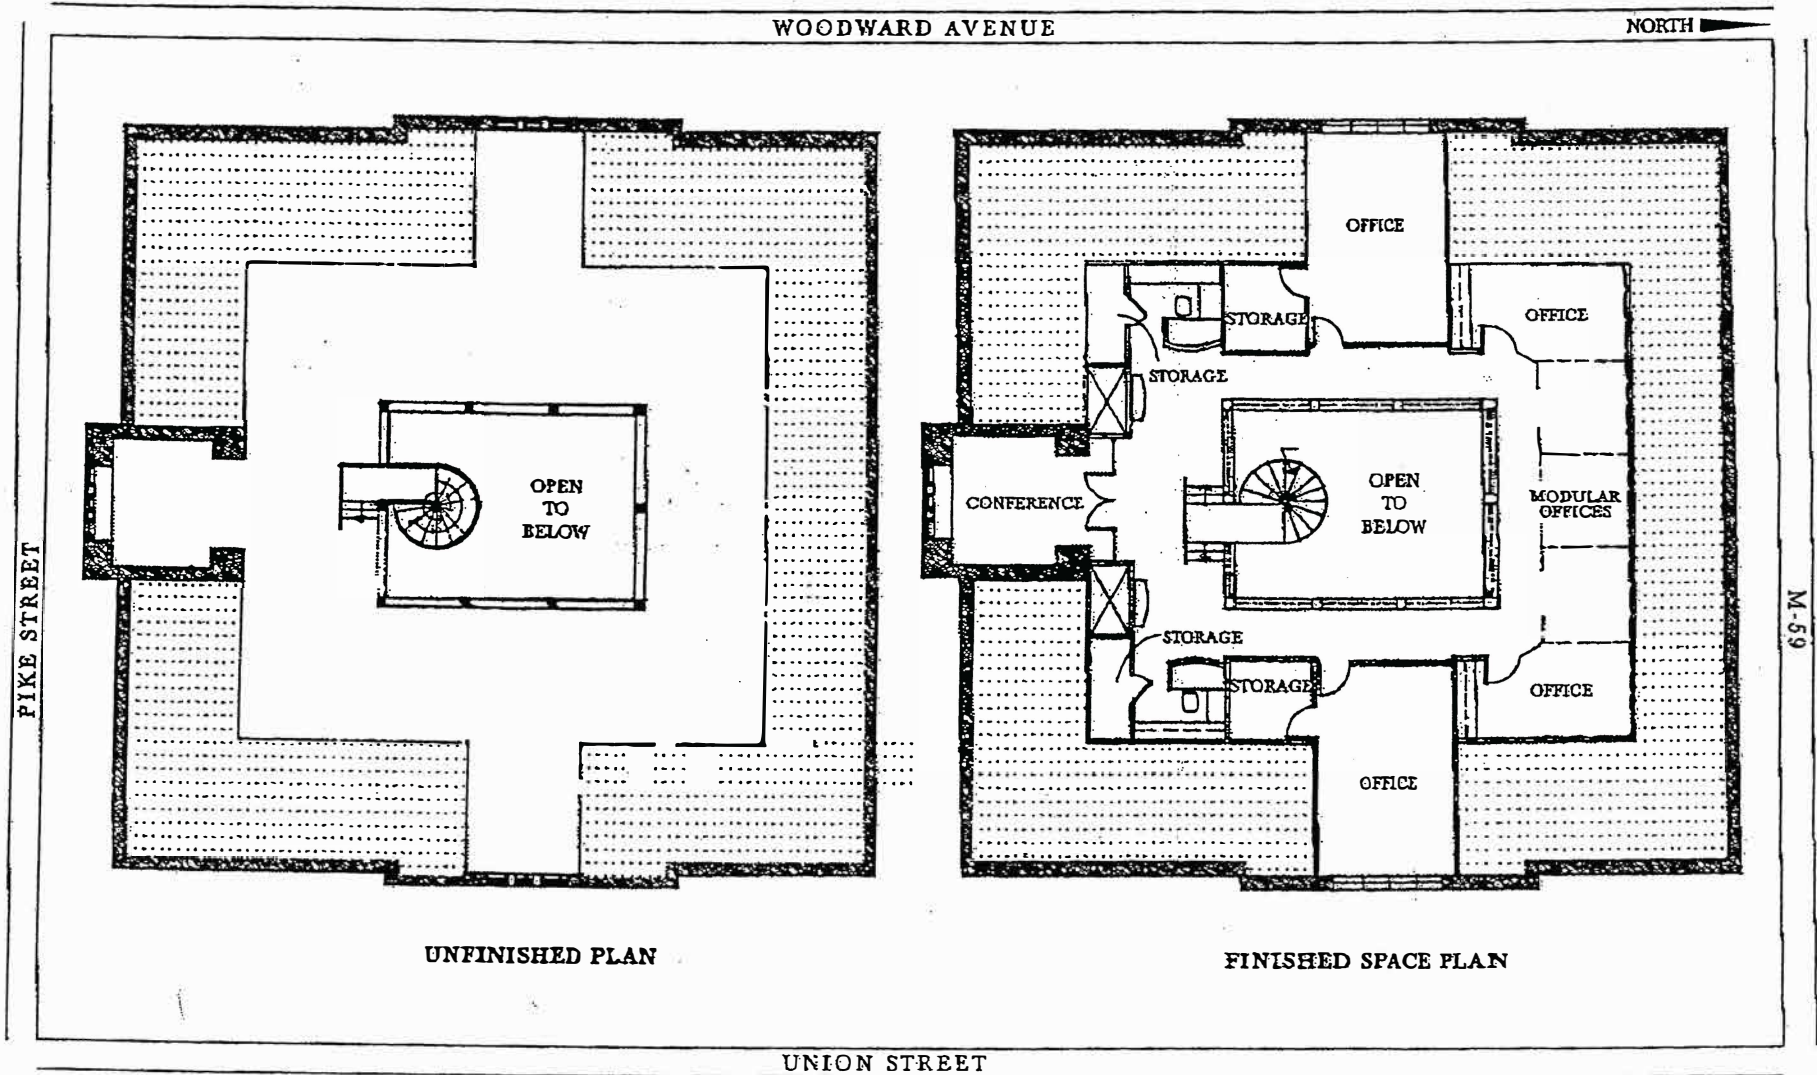 WOODWARD AVENUE
NORTH
OFFICE
STORAGE
OFFICE
STORAGE
OPEN
TO
BELOW
OPEN
TO
BELOW
CONFERENCE
MODULAR
OFFICES
PIKE STREET
M-59
STORAGE
STORAGE
OFFICE
OFFICE
UNFINISHED PLAN
FINISHED SPACE PLAN
UNION STREET